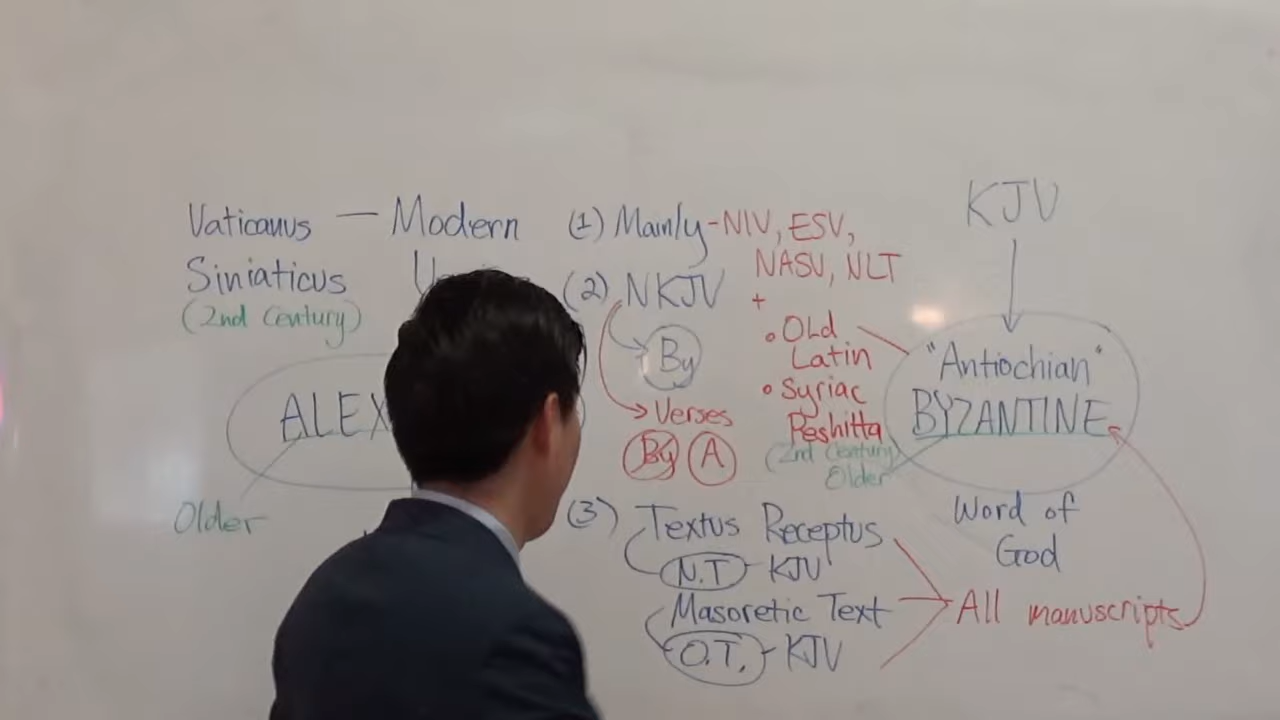 Vaticanus — Modern
Siniaticus
(2nd Century)
ALEX
Older
(1) Mainly - NIV, ESV,
NASV, NLT
(2) NKJV
By
Verses
By A
+
• Old
Latin
• Syriac
Peshitta
(2nd Century)
Older
(3) Textus Receptus
N.T - KJV
Masoretic Text
O.T. - KJV
KJV
"Antiochian"
BYZANTINE
Word of
God
All manuscripts